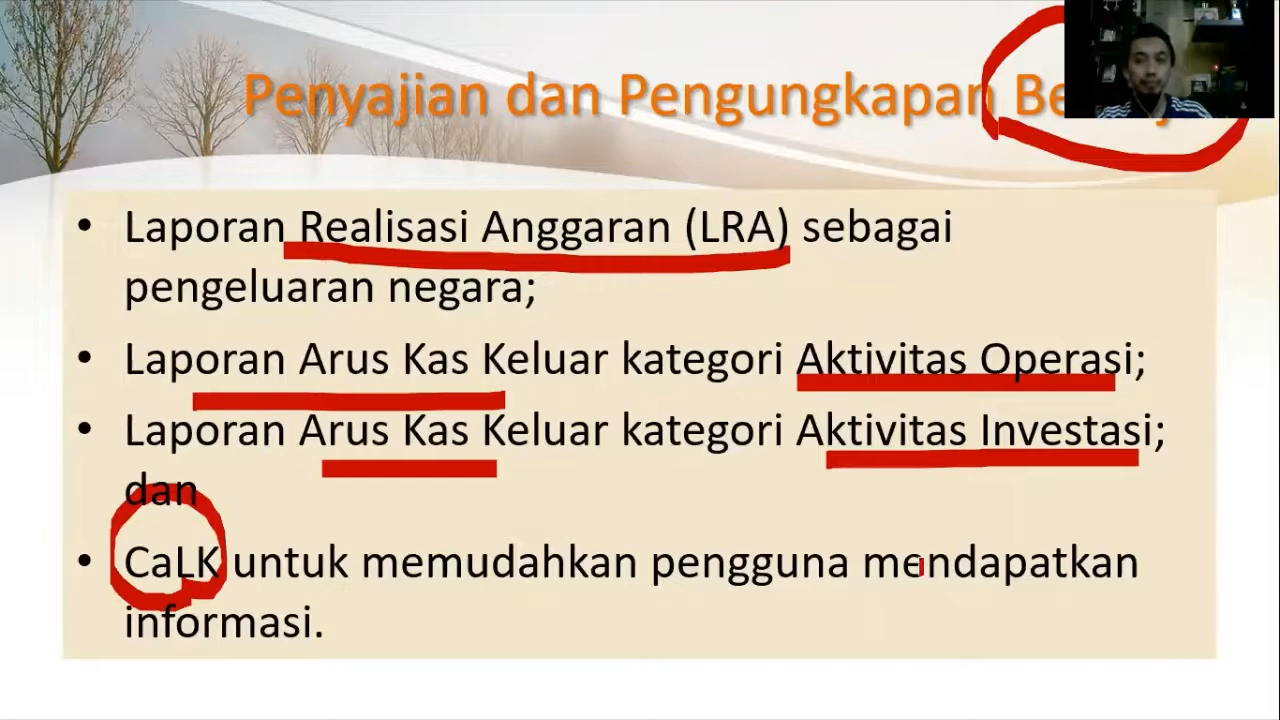 Penyajian dan Pengungkapan
• Laporan Realisasi Anggaran (LRA) sebagai
pengeluaran negara;
• Laporan Arus Kas Keluar kategori Aktivitas Operasi;
• Laporan Arus Kas Keluar kategori Aktivitas Investasi;
dan
• CaLK untuk memudahkan pengguna mendapatkan
informasi.